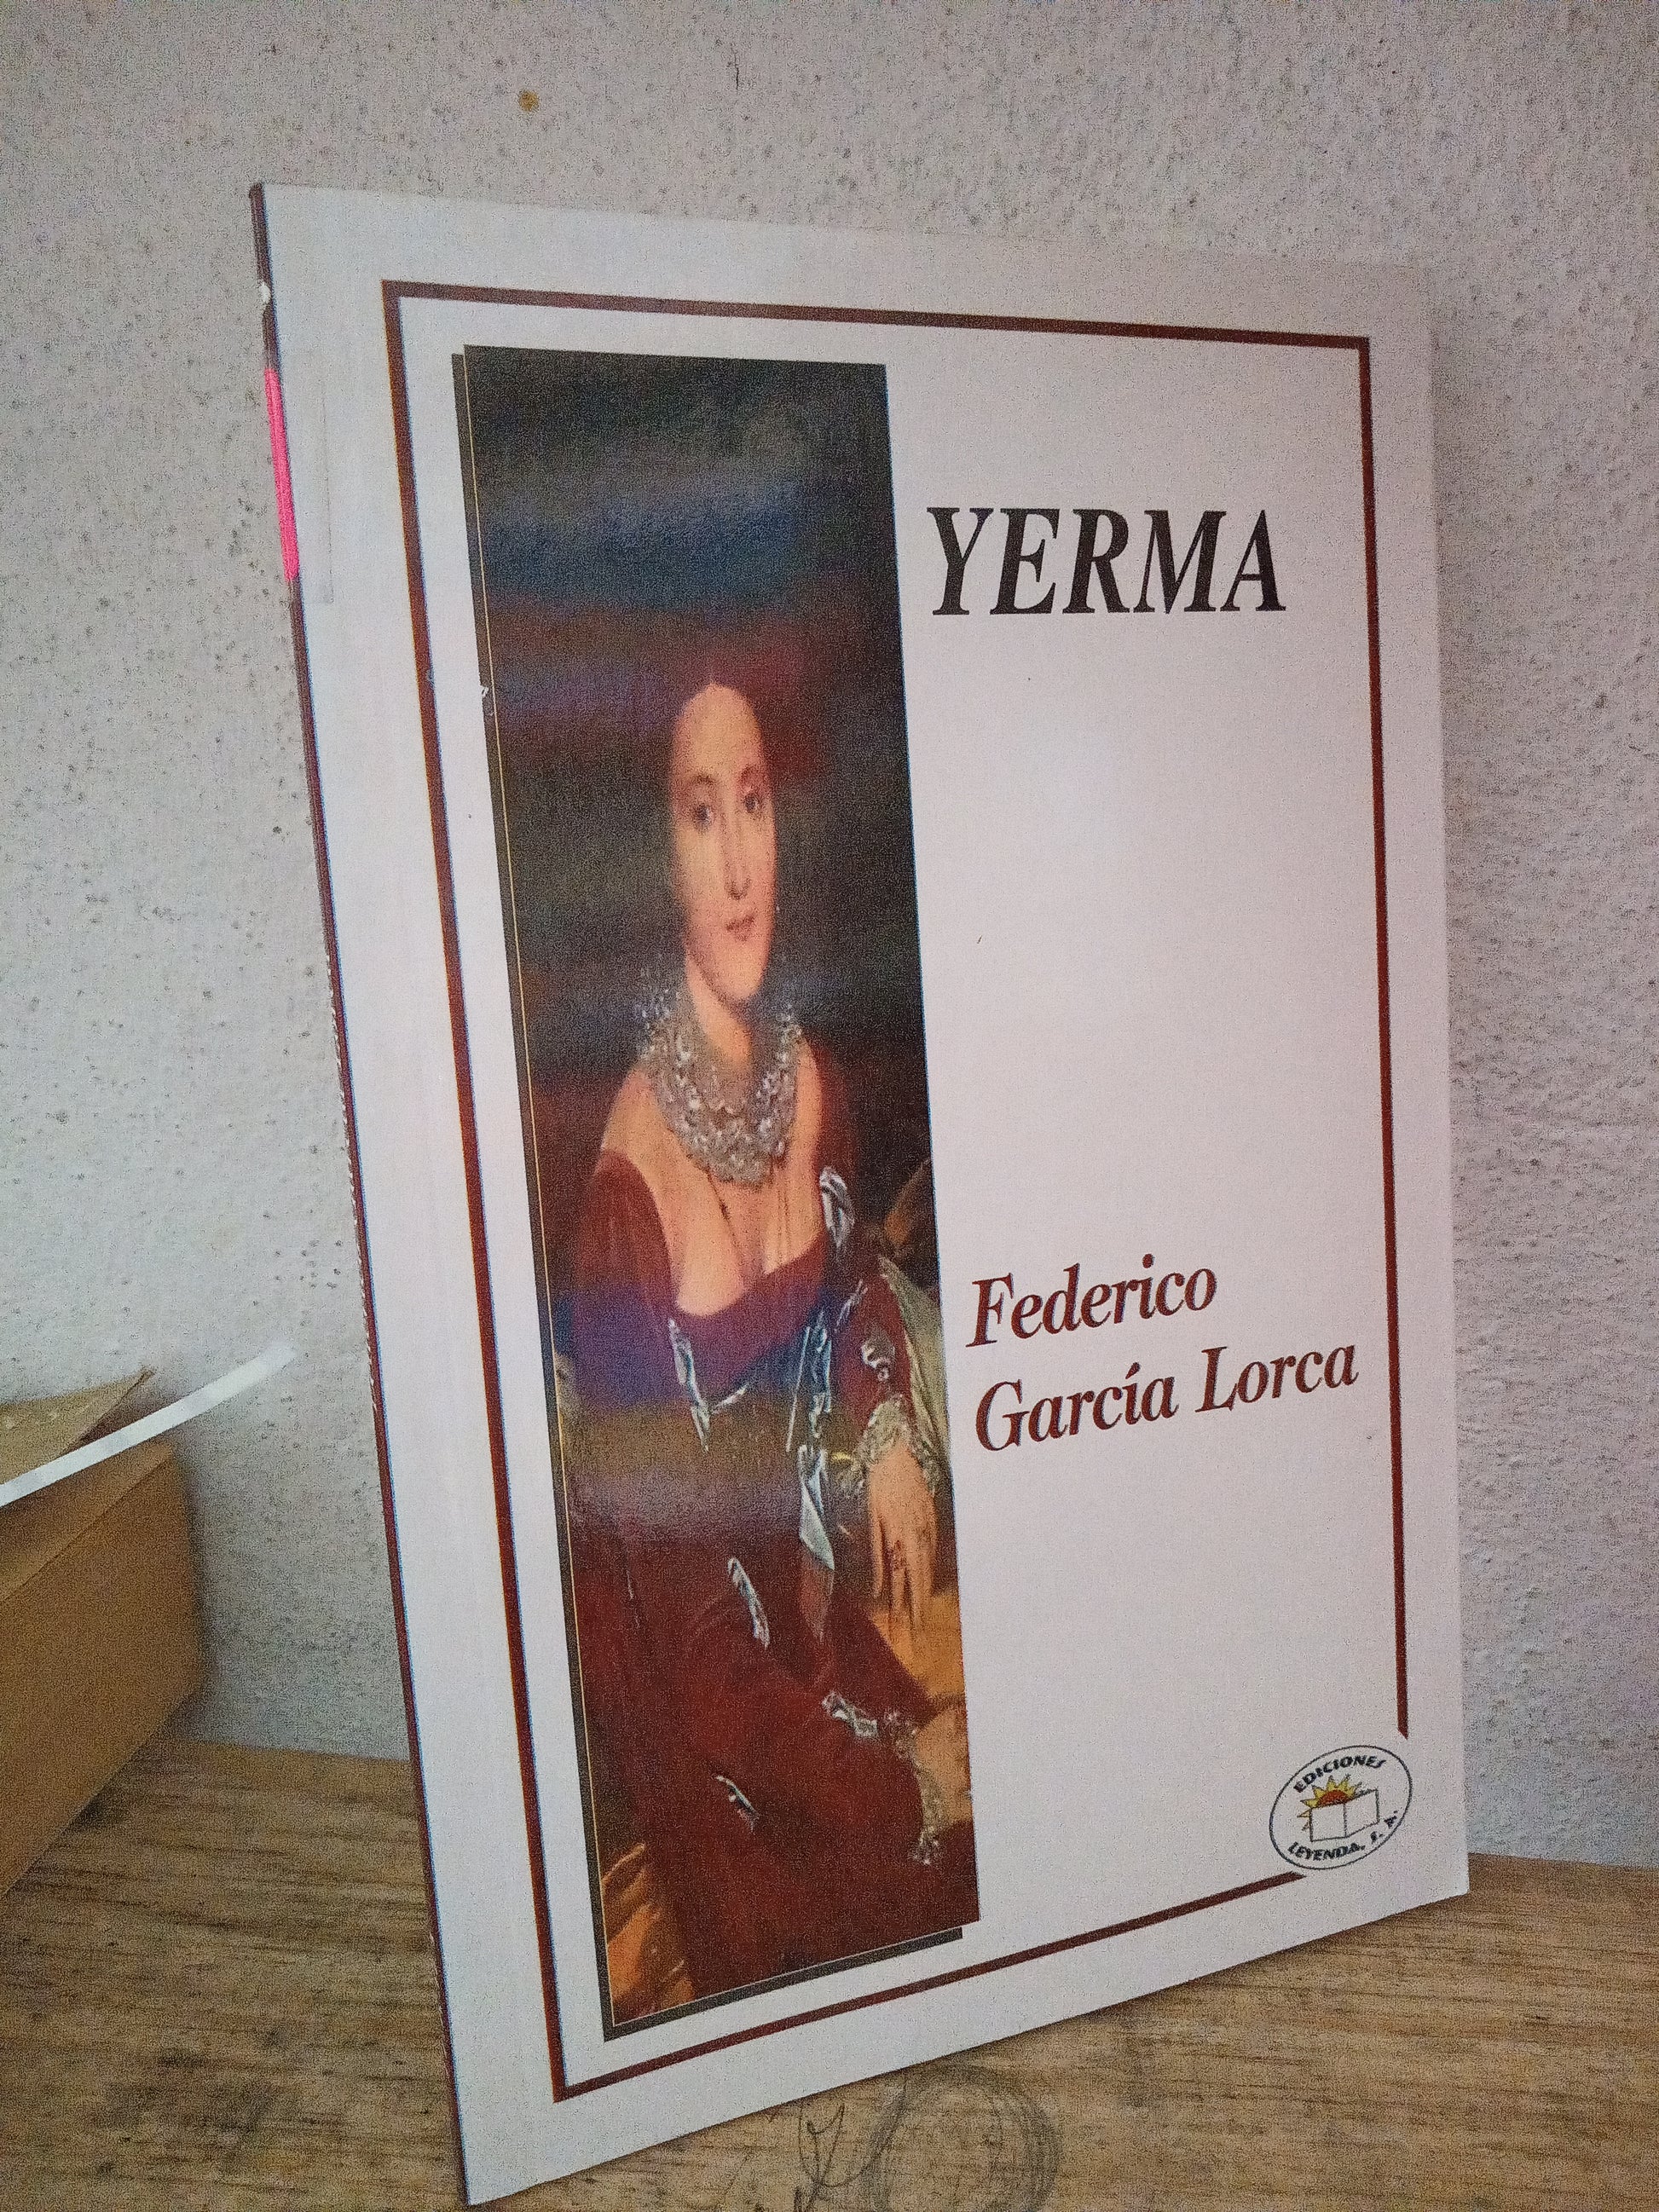 YERMA
Federico
García Lorca
EDICIONES
LEYENDA, S. A.